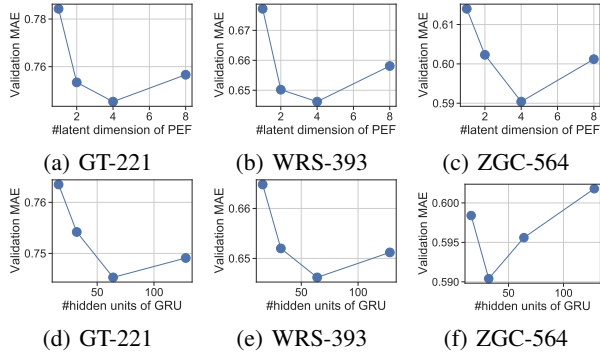 Validation MAE
0.78
0.76
2 4 6 8
#latent dimension of PEF
(a) GT-221
Validation MAE
0.67
0.66
0.65
0 2 4 6 8
#latent dimension of PEF
(b) WRS-393
Validation MAE
0.61
0.60
0.59
2 4 6 8
#latent dimension of PEF
(c) ZGC-564
Validation MAE
0.76
0.75
50 100
#hidden units of GRU
(d) GT-221
Validation MAE
0.66
0.65
50 100
#hidden units of GRU
(e) WRS-393
Validation MAE
0.600
0.595
0.590
50 100
#hidden units of GRU
(f) ZGC-564